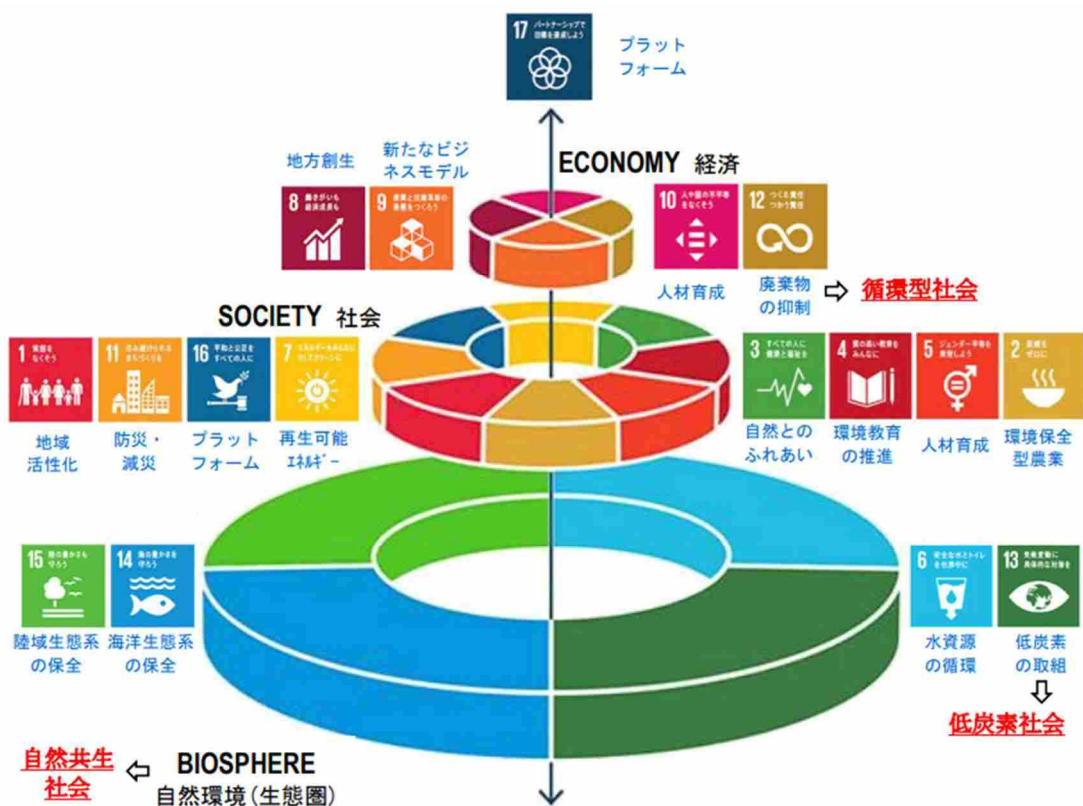 17 パートナーシップで
目標を達成しよう
プラット
フォーム
ECONOMY 経済
地方創生
新たなビジ
ネスモデル
8 働きがいも
経済成長も
9 産業と技術革新の
基盤をつくろう
10 人や国の不平等
をなくそう
12 つくる責任
つかう責任
人材育成
廃棄物
の抑制
循環型社会
SOCIETY 社会
1 貧困を
なくそう
11 住み続けられる
まちづくりを
16 平和と公正を
すべての人に
7 エネルギーをみんなに
そしてクリーンに
3 すべての人に
健康と福祉を
4 質の高い教育を
みんなに
5 ジェンダー平等を
実現しよう
2 飢餓を
ゼロに
地域
活性化
防災・
減災
プラット
フォーム
再生可能
エネルギー
自然との
ふれあい
環境教育
の推進
人材育成
環境保全
型農業
15 陸の豊かさも
守ろう
14 海の豊かさを
守ろう
6 安全な水とトイレ
を世界中に
13 気候変動に
具体的な対策を
陸域生態系
の保全
海洋生態系
の保全
水資源
の循環
低炭素
の取組
低炭素社会
自然共生
社会
BIOSPHERE
自然環境(生態圏)